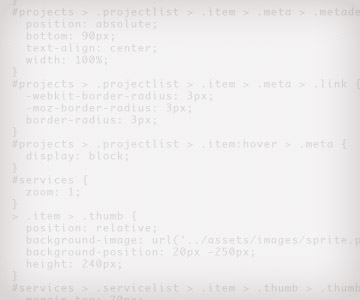 }
#projects > .projectlist > .item > .meta > .metade
position: absolute;
bottom: 90px;
text-align: center;
width: 100%;
}
#projects > .projectlist > .item > .meta > .link {
-webkit-border-radius: 3px;
-moz-border-radius: 3px;
border-radius: 3px;
}
#projects > .projectlist > .item:hover > .meta {
display: block;
}
#services {
zoom: 1;
}
> .item > .thumb {
position: relative;
background-image: url('../assets/images/sprite.p
background-position: 20px -250px;
height: 240px;
}
#services > .servicelist > .item > .thumb > .thumb
margin-top: 70px;